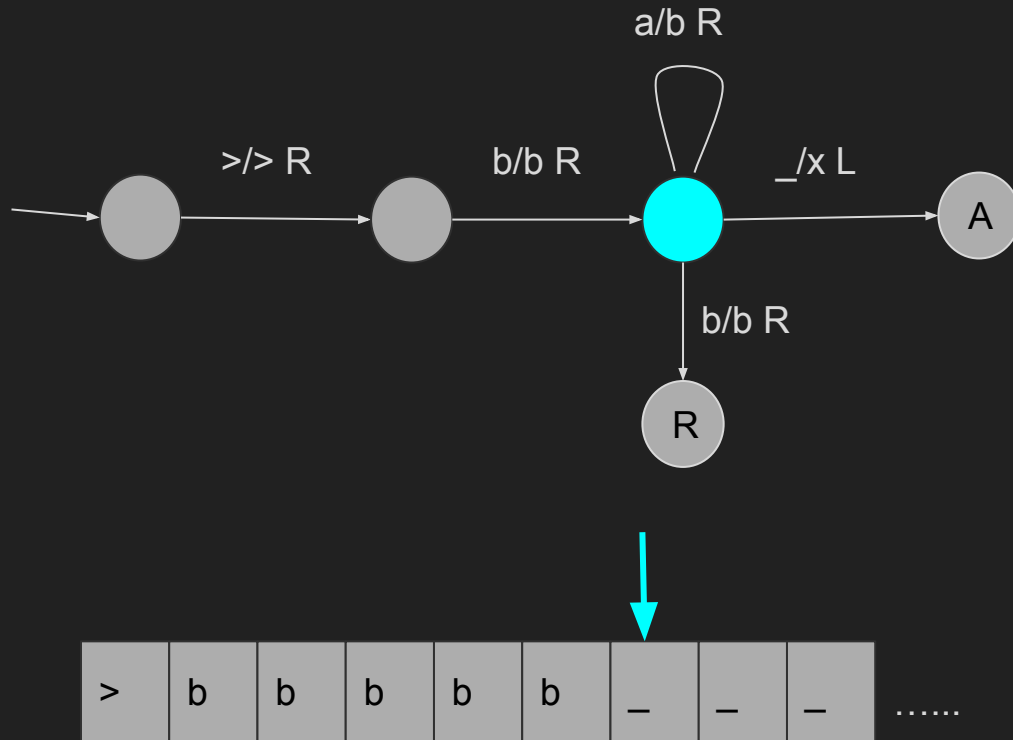 a/b R
>/> R b/b R _/x L
A
b/b R
R
> b b b b b _ _ _ ......